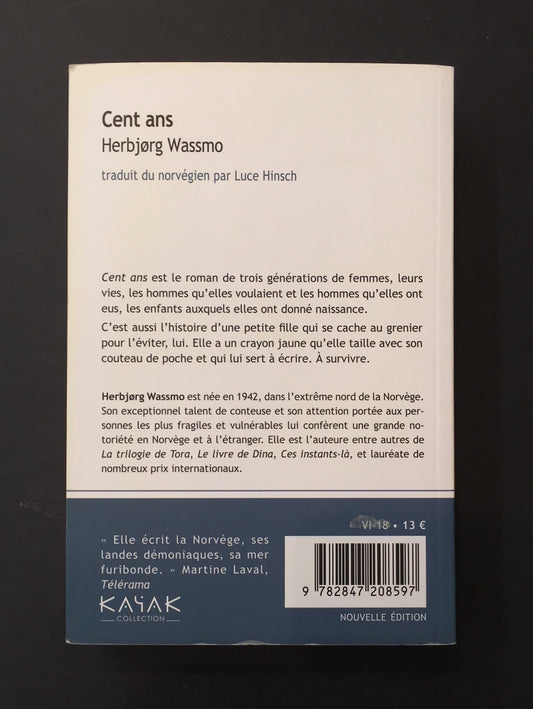 Cent ans
Herbjørg Wassmo
traduit du norvégien par Luce Hinsch
Cent ans est le roman de trois générations de femmes, leurs
vies, les hommes qu'elles voulaient et les hommes qu'elles ont
eus, les enfants auxquels elles ont donné naissance.
C'est aussi l'histoire d'une petite fille qui se cache au grenier
pour l'éviter, lui. Elle a un crayon jaune qu'elle taille avec son
couteau de poche et qui lui sert à écrire. À survivre.
Herbjørg Wassmo est née en 1942, dans l'extrême nord de la Norvège.
Son exceptionnel talent de conteuse et son attention portée aux per-
sonnes les plus fragiles et vulnérables lui confèrent une grande no-
toriété en Norvège et à l'étranger. Elle est l'auteure entre autres de
La trilogie de Tora, Le livre de Dina, Ces instants-là, et lauréate de
nombreux prix internationaux.
« Elle écrit la Norvège, ses
landes démoniaques, sa mer
furibonde. » Martine Laval,
Télérama
KAYAK
COLLECTION
VI-18 • 13 €
9 782847 208597
NOUVELLE ÉDITION